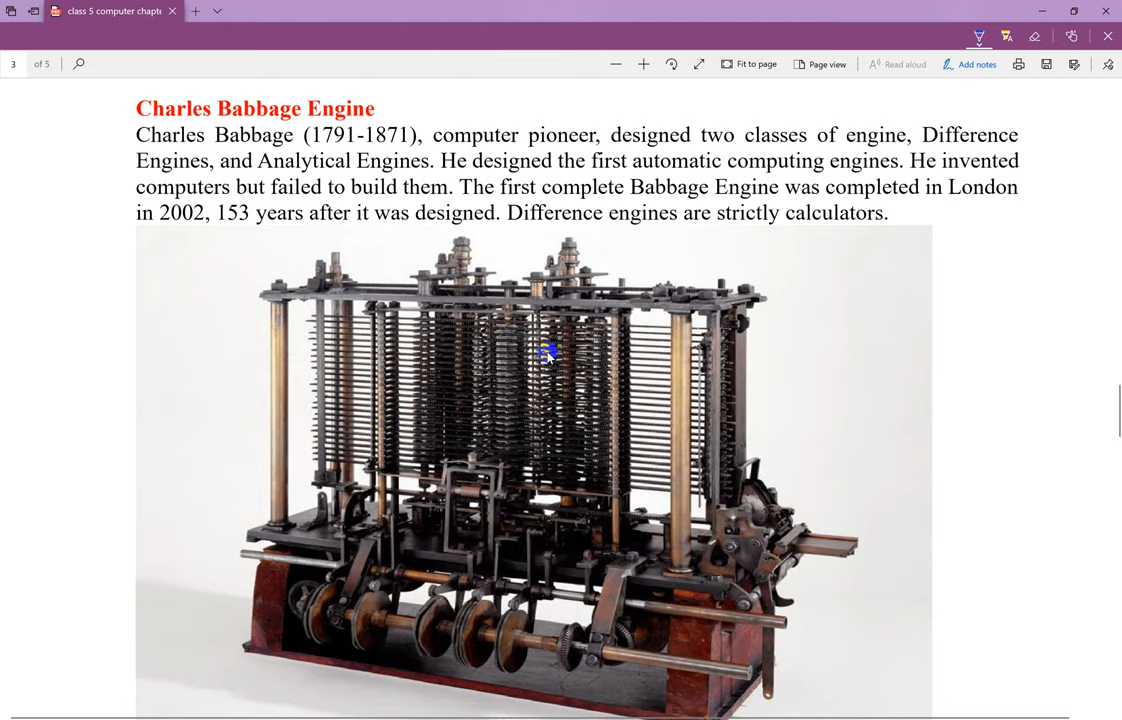 class 5 computer chapte
3 of 5
Fit to page
Page view
Read aloud
Add notes
Charles Babbage Engine
Charles Babbage (1791-1871), computer pioneer, designed two classes of engine, Difference
Engines, and Analytical Engines. He designed the first automatic computing engines. He invented
computers but failed to build them. The first complete Babbage Engine was completed in London
in 2002, 153 years after it was designed. Difference engines are strictly calculators.